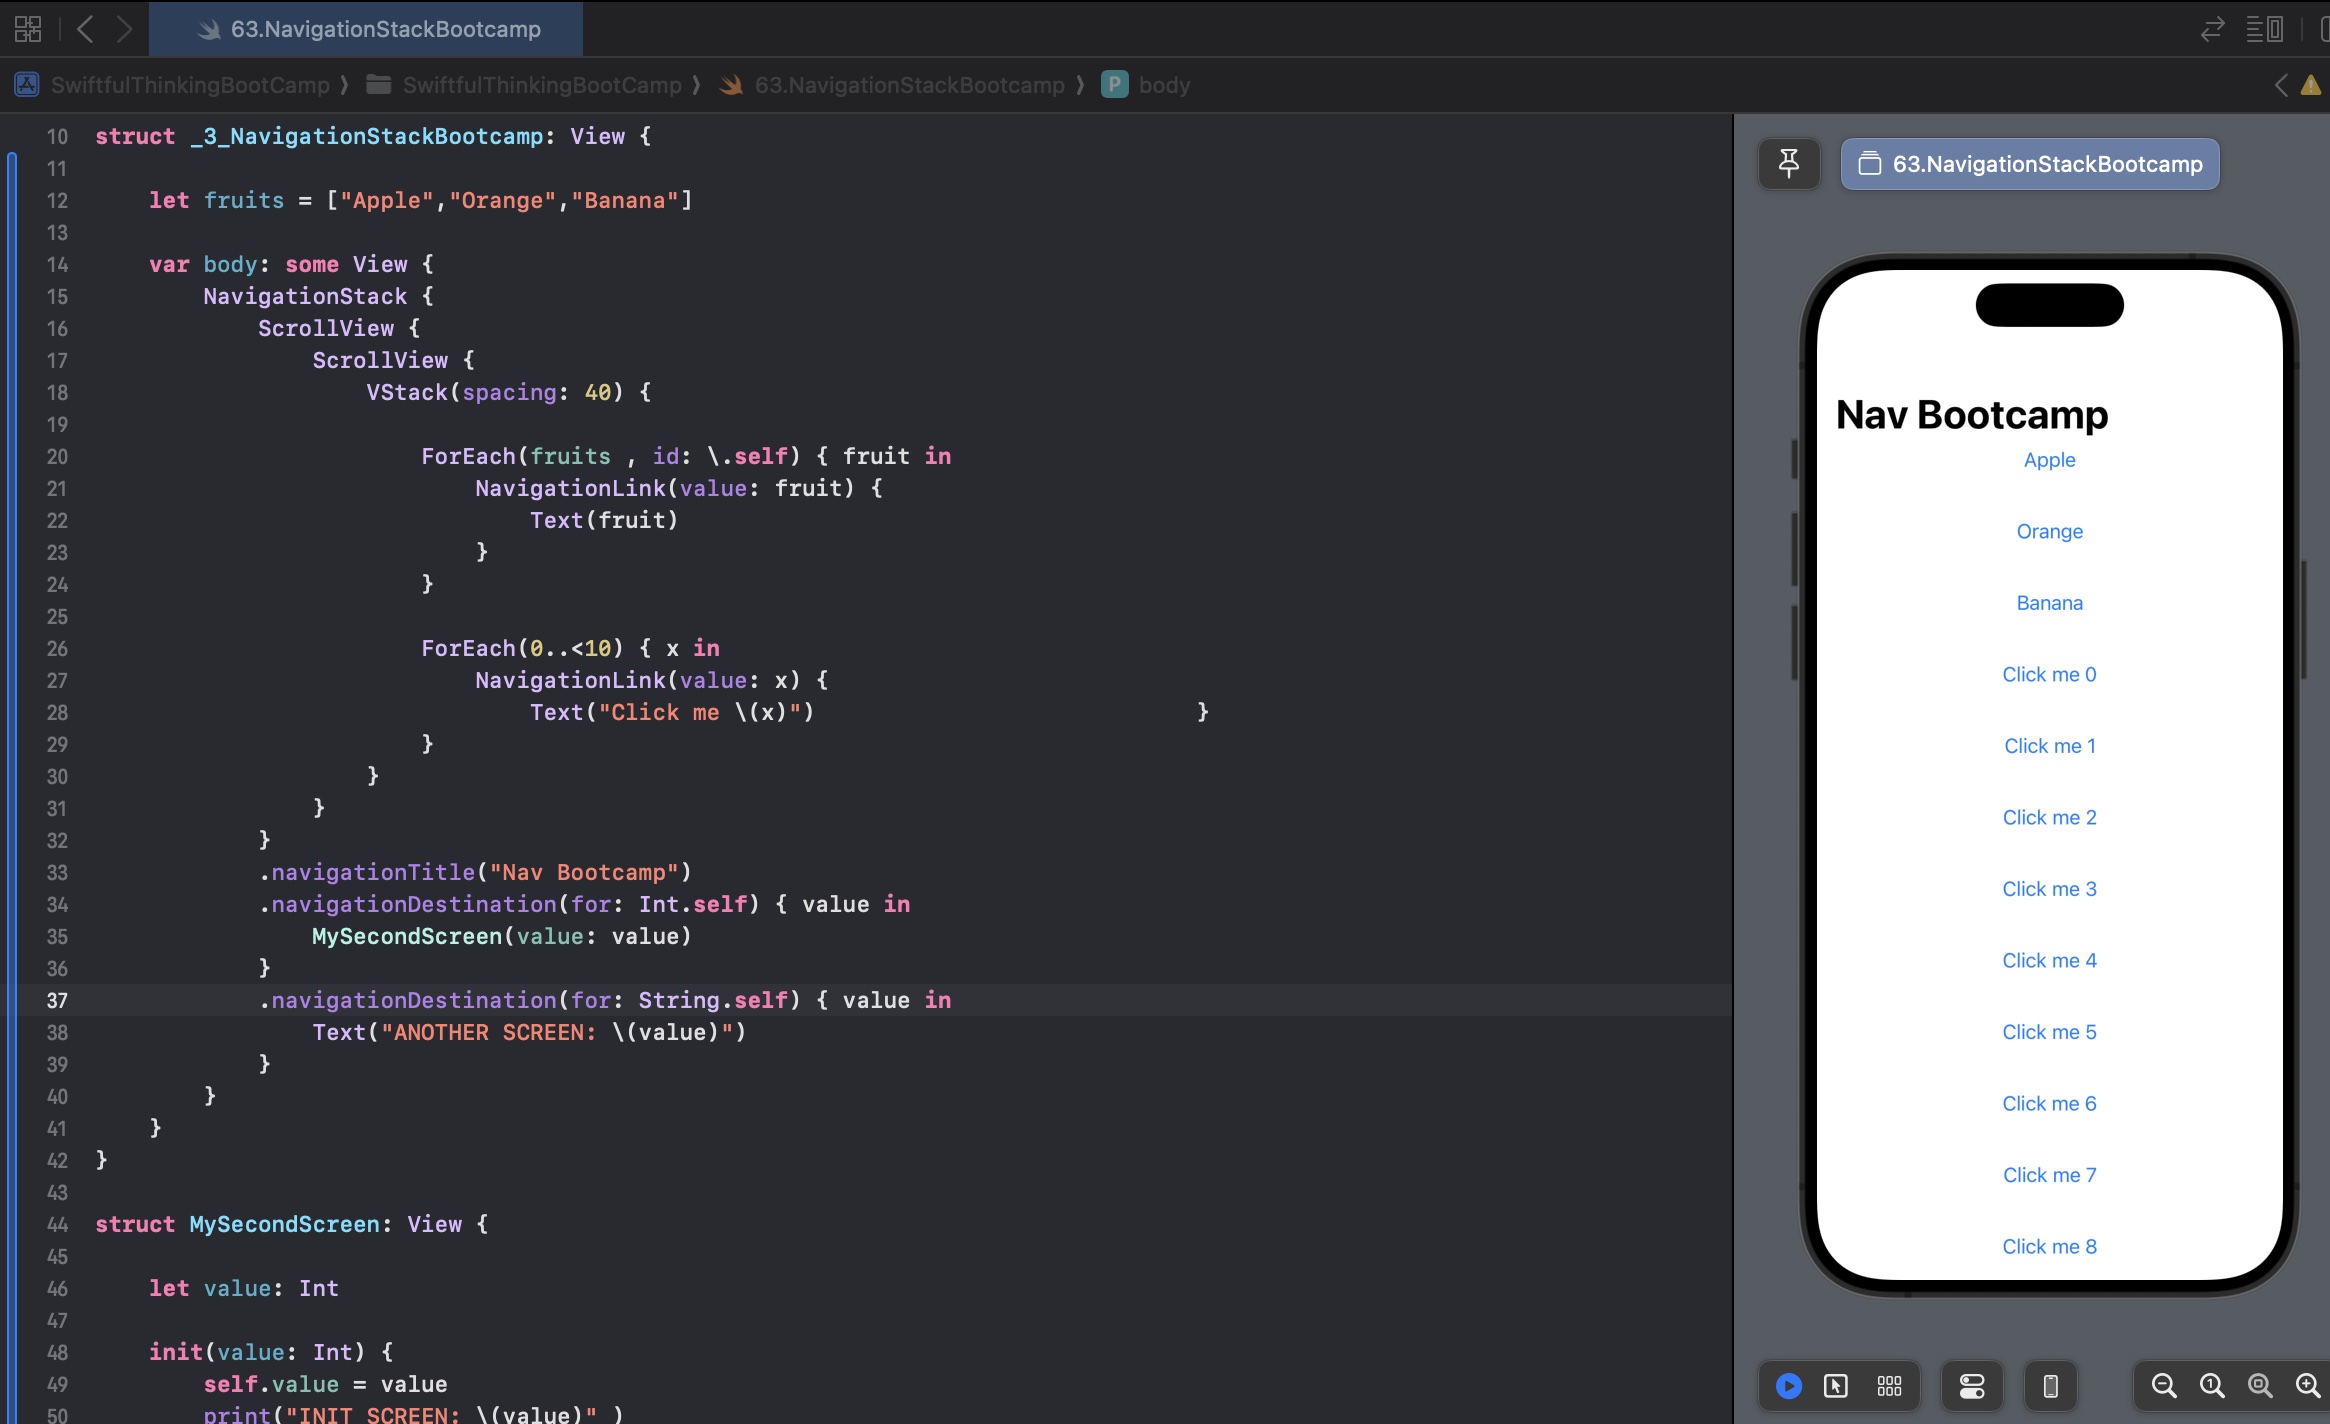 63.NavigationStackBootcamp
SwiftfulThinkingBootCamp ⟩ SwiftfulThinkingBootCamp ⟩ 63.NavigationStackBootcamp ⟩ P body
10 struct _3_NavigationStackBootcamp: View {
11
12 let fruits = ["Apple","Orange","Banana"]
13
14 var body: some View {
15 NavigationStack {
16 ScrollView {
17 ScrollView {
18 VStack(spacing: 40) {
19
20 ForEach(fruits , id: \.self) { fruit in
21 NavigationLink(value: fruit) {
22 Text(fruit)
23 }
24 }
25
26 ForEach(0..<10) { x in
27 NavigationLink(value: x) {
28 Text("Click me \(x)") }
29 }
30 }
31 }
32 }
33 .navigationTitle("Nav Bootcamp")
34 .navigationDestination(for: Int.self) { value in
35 MySecondScreen(value: value)
36 }
37 .navigationDestination(for: String.self) { value in
38 Text("ANOTHER SCREEN: \(value)")
39 }
40 }
41 }
42 }
43
44 struct MySecondScreen: View {
45
46 let value: Int
47
48 init(value: Int) {
49 self.value = value
50 print("INIT SCREEN: \(value)" )
63.NavigationStackBootcamp
Nav Bootcamp
Apple
Orange
Banana
Click me 0
Click me 1
Click me 2
Click me 3
Click me 4
Click me 5
Click me 6
Click me 7
Click me 8